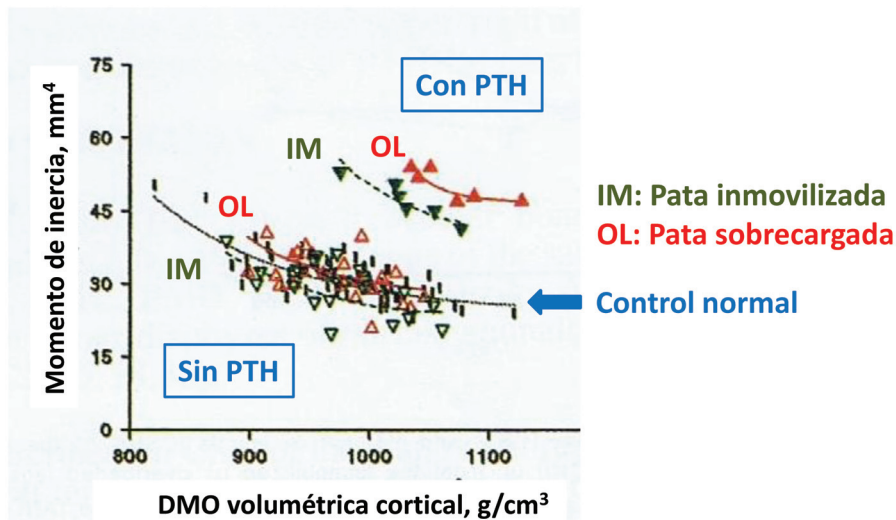 75
60
45
30
15
0
800
900
1000
1100
Momento de inercia, mm⁴
DMO volumétrica cortical, g/cm³
Con PTH
IM
OL
OL
IM
Sin PTH
IM: Pata inmovilizada
OL: Pata sobrecargada
Control normal